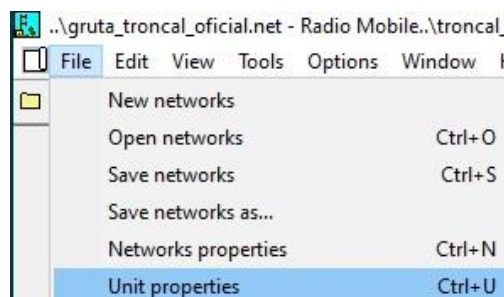 ..\gruta_troncal_oficial.net - Radio Mobile..\troncal_
File Edit View Tools Options Window
New networks
Open networks Ctrl+O
Save networks Ctrl+S
Save networks as...
Networks properties Ctrl+N
Unit properties Ctrl+U